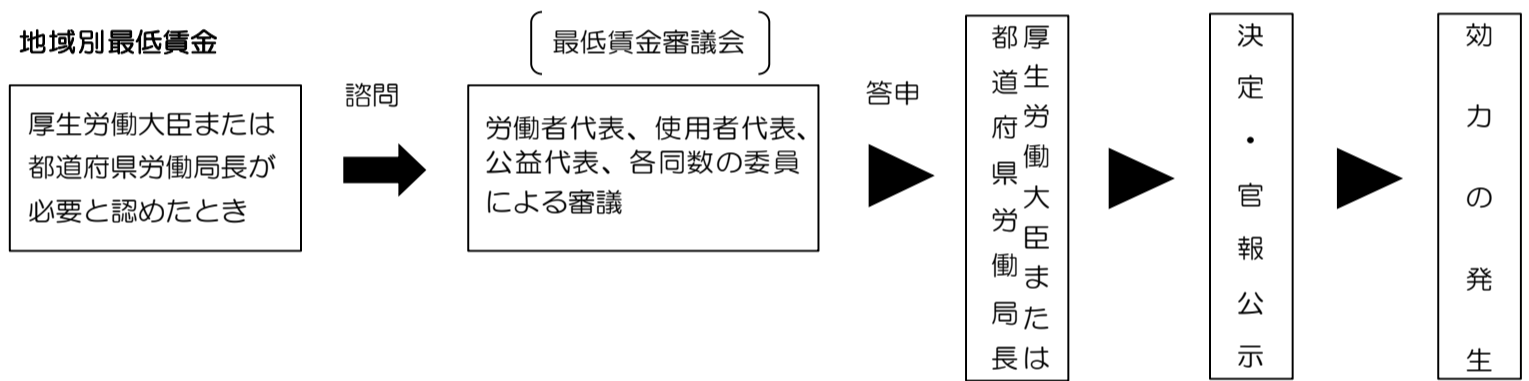 地域別最低賃金
厚生労働大臣または
都道府県労働局長が
必要と認めたとき
諮問
最低賃金審議会
労働者代表、使用者代表、
公益代表、各同数の委員
による審議
答申
厚生労働大臣または
都道府県労働局長
決定・官報公示
効力の発生